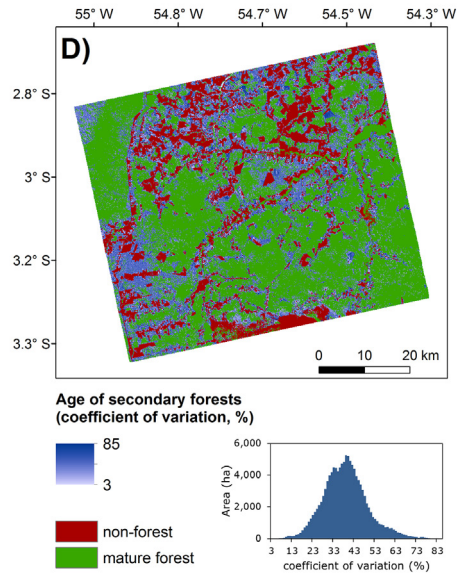 55° W 54.8° W 54.7° W 54.5° W 54.3° W
D)
2.8° S
3° S
3.2° S
3.3° S
0 10 20 km
Age of secondary forests
(coefficient of variation, %)
85
3
non-forest
mature forest
6,000
4,000
2,000
0
Area (ha)
3 13 23 33 43 53 63 73 83
coefficient of variation (%)